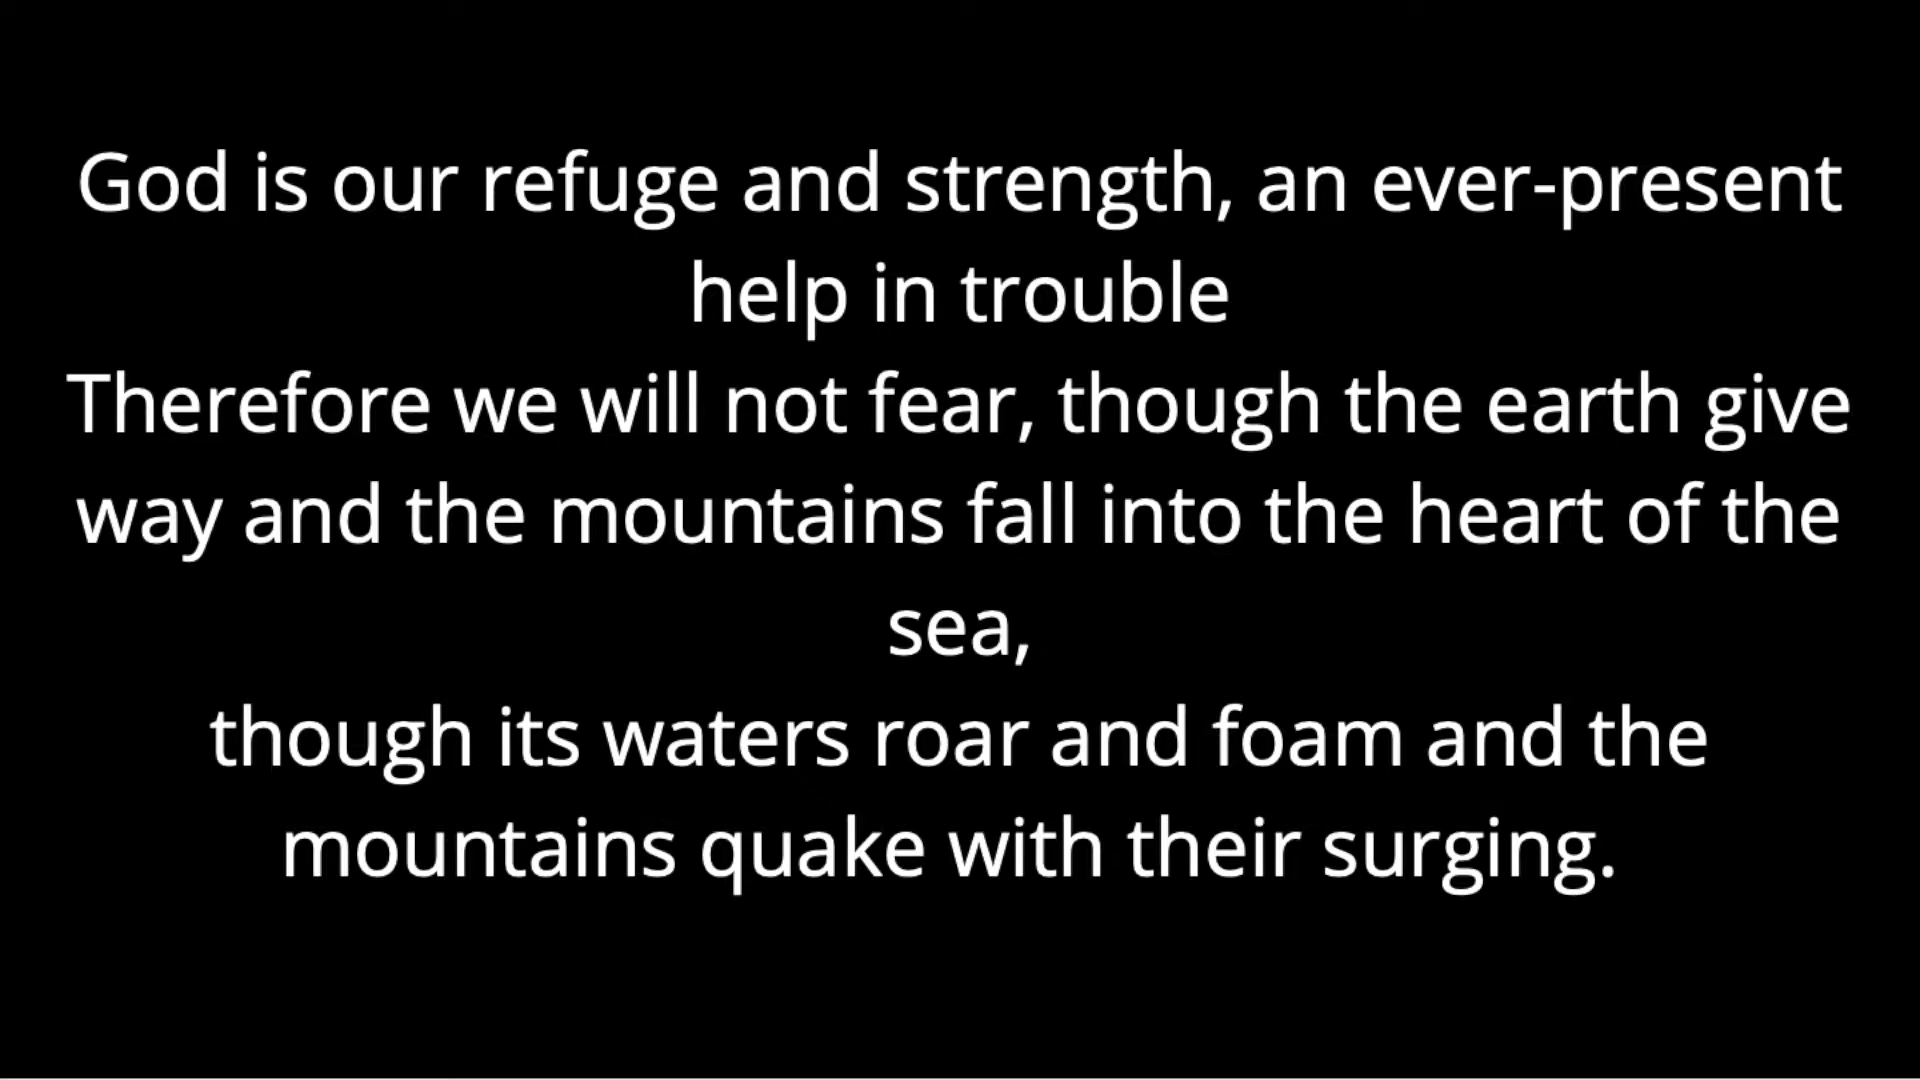 God is our refuge and strength, an ever-present
help in trouble
Therefore we will not fear, though the earth give
way and the mountains fall into the heart of the
sea,
though its waters roar and foam and the
mountains quake with their surging.